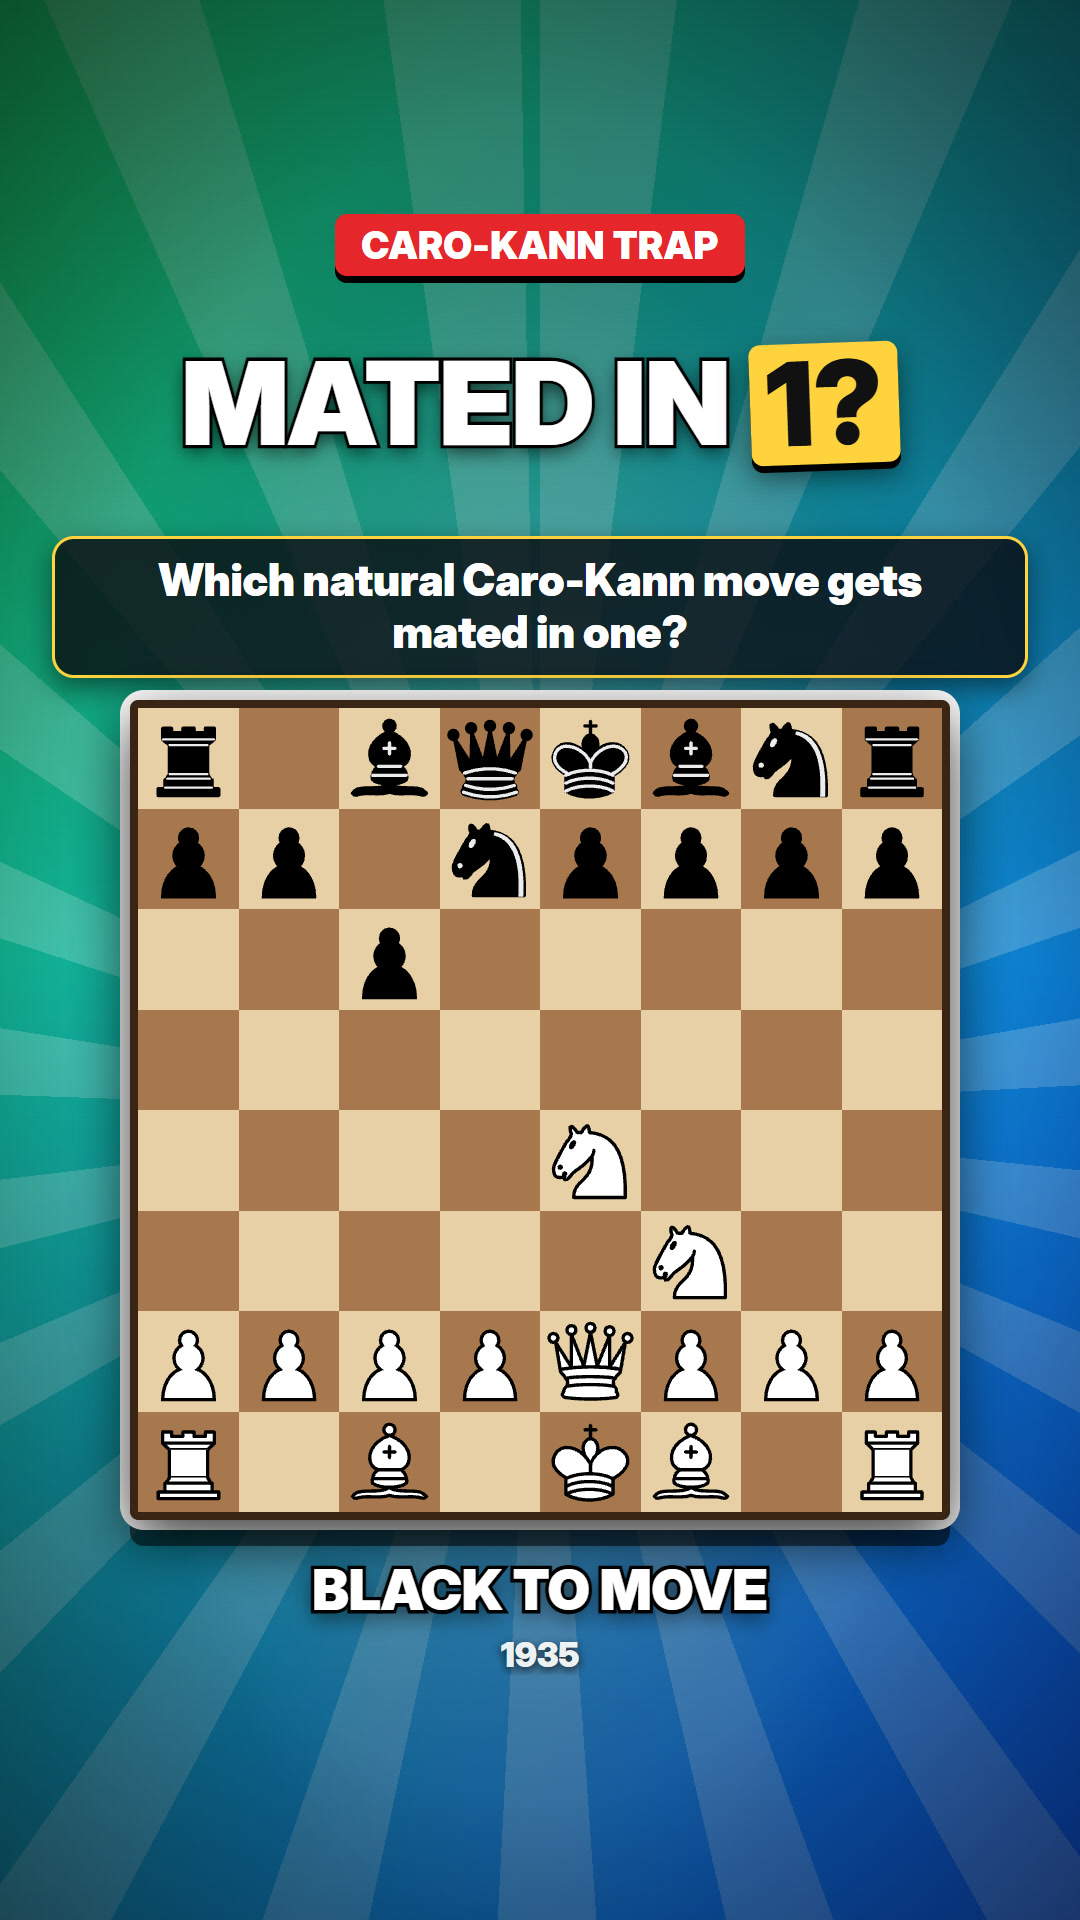 CARO-KANN TRAP
MATED IN 1?
Which natural Caro-Kann move gets
mated in one?
BLACK TO MOVE
1935